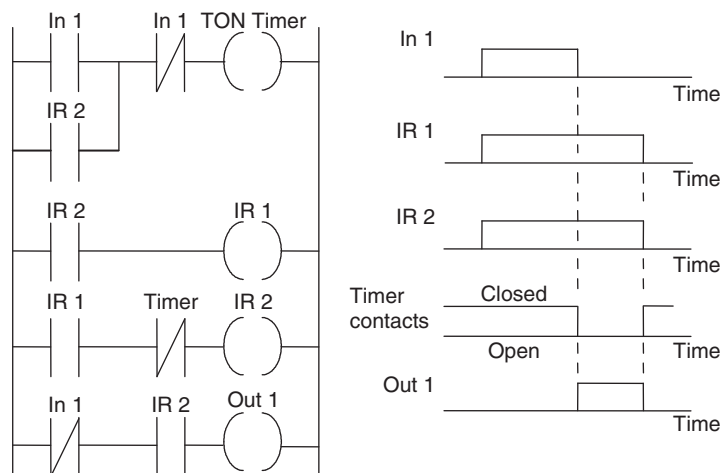 In 1 In 1 TON Timer
IR 2
IR 2 IR 1
IR 1 Timer IR 2
In 1 IR 2 Out 1
In 1
Time
IR 1
Time
IR 2
Time
Timer contacts
Closed
Open
Time
Out 1
Time